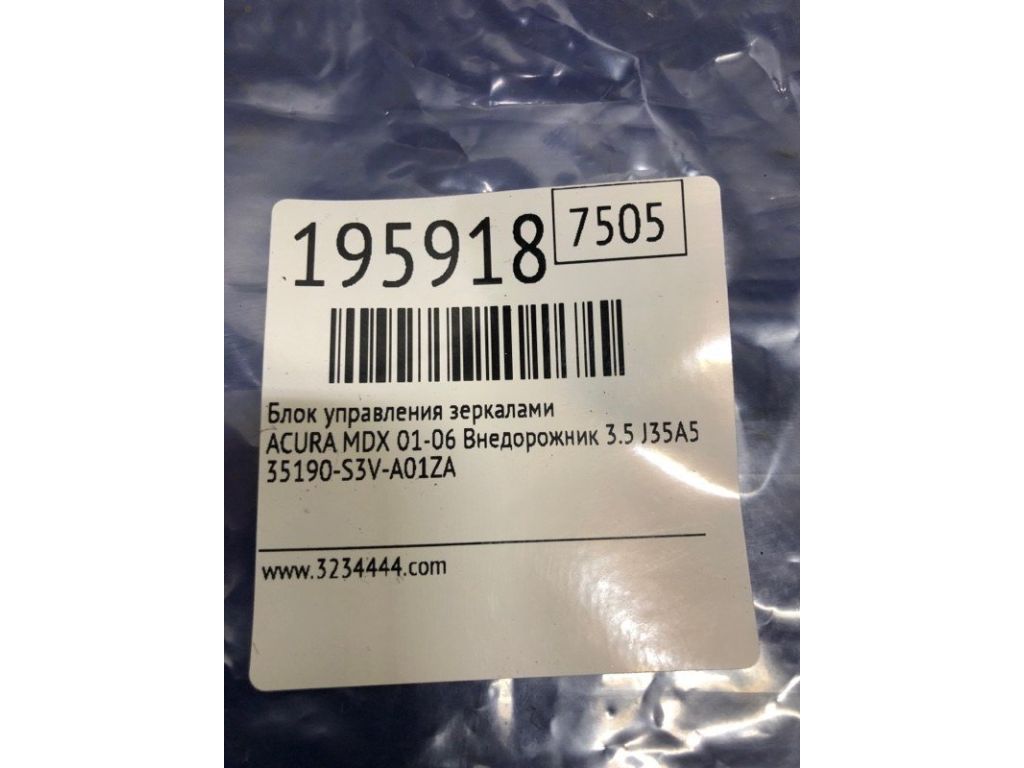 195918 7505
Блок управления зеркалами
ACURA MDX 01-06 Внедорожник 3.5 J35A5
35190-S3V-A01ZA
www.3234444.com